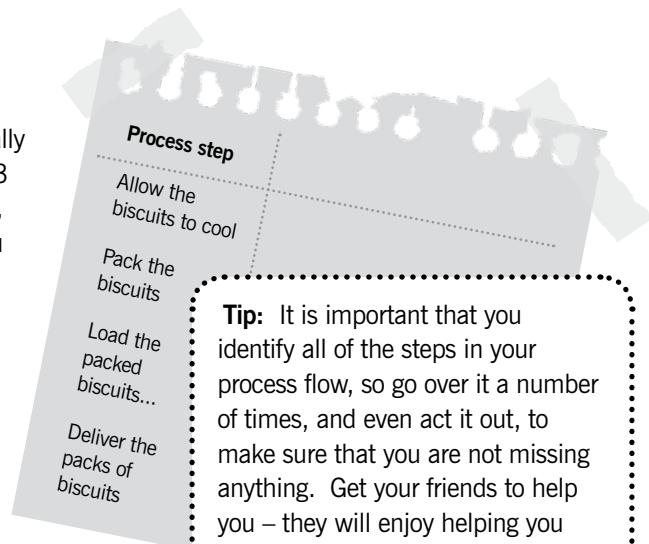 ally
3
Process step
Allow the
biscuits to cool
Pack the
biscuits
Load the
packed
biscuits...
Deliver the
packs of
biscuits
Tip: It is important that you
identify all of the steps in your
process flow, so go over it a number
of times, and even act it out, to
make sure that you are not missing
anything. Get your friends to help
you – they will enjoy helping you